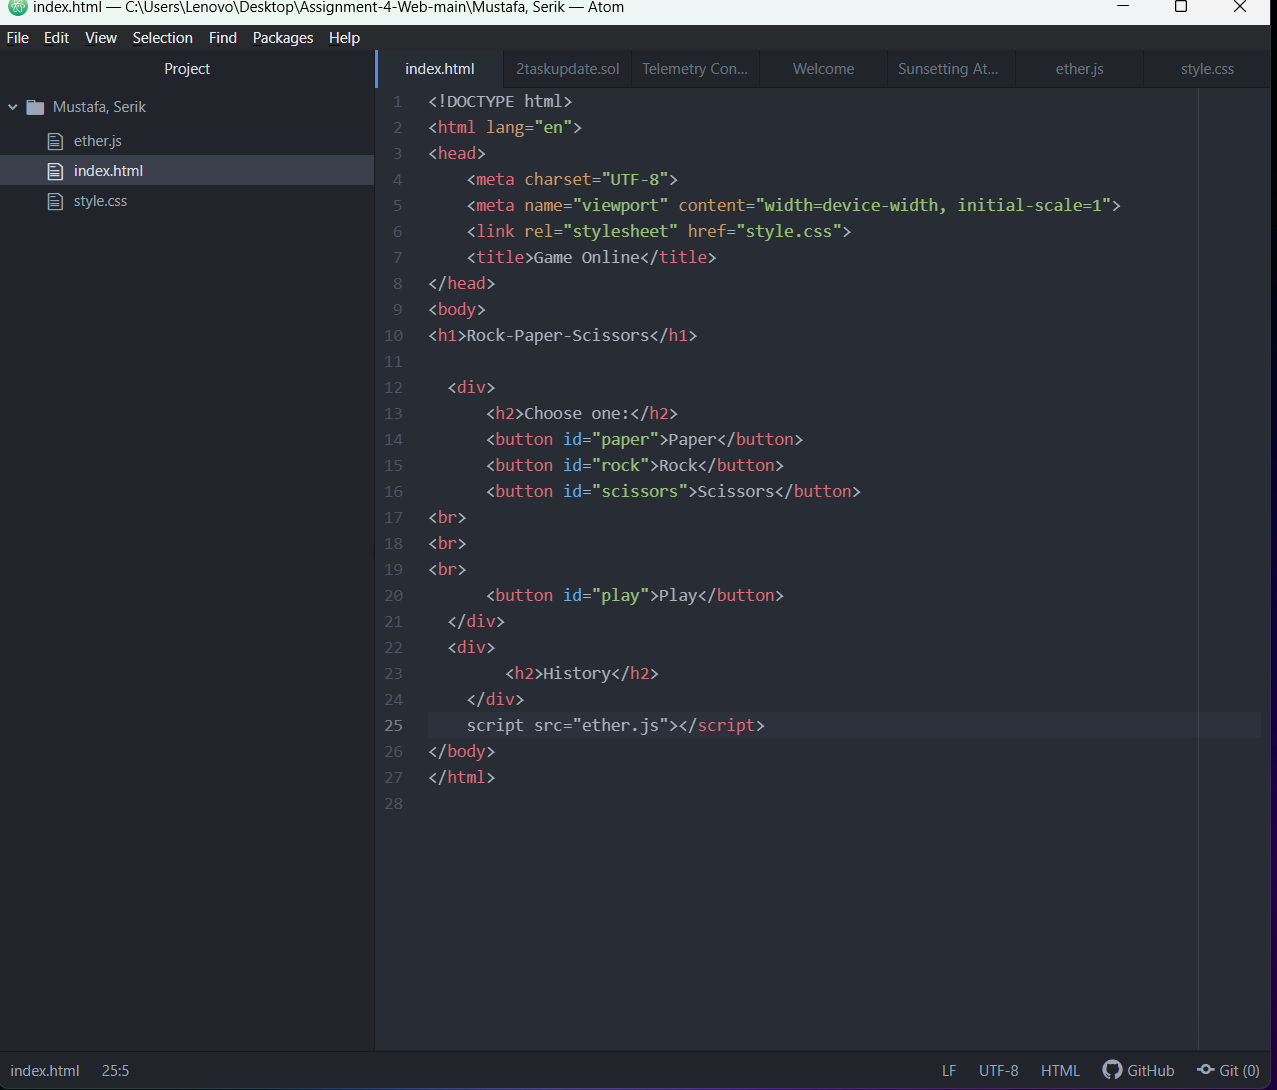 index.html — C:\Users\Lenovo\Desktop\Assignment-4-Web-main\Mustafa, Serik — Atom
File Edit View Selection Find Packages Help
Project
Mustafa, Serik
ether.js
index.html
style.css
index.html 2taskupdate.sol Telemetry Con... Welcome Sunsetting At... ether.js style.css
1 <!DOCTYPE html>
2 <html lang="en">
3 <head>
4     <meta charset="UTF-8">
5     <meta name="viewport" content="width=device-width, initial-scale=1">
6     <link rel="stylesheet" href="style.css">
7     <title>Game Online</title>
8 </head>
9 <body>
10 <h1>Rock-Paper-Scissors</h1>
11
12   <div>
13       <h2>Choose one:</h2>
14       <button id="paper">Paper</button>
15       <button id="rock">Rock</button>
16       <button id="scissors">Scissors</button>
17 <br>
18 <br>
19 <br>
20       <button id="play">Play</button>
21   </div>
22   <div>
23         <h2>History</h2>
24     </div>
25     script src="ether.js"></script>
26 </body>
27 </html>
28
index.html 25:5 LF UTF-8 HTML GitHub Git (0)